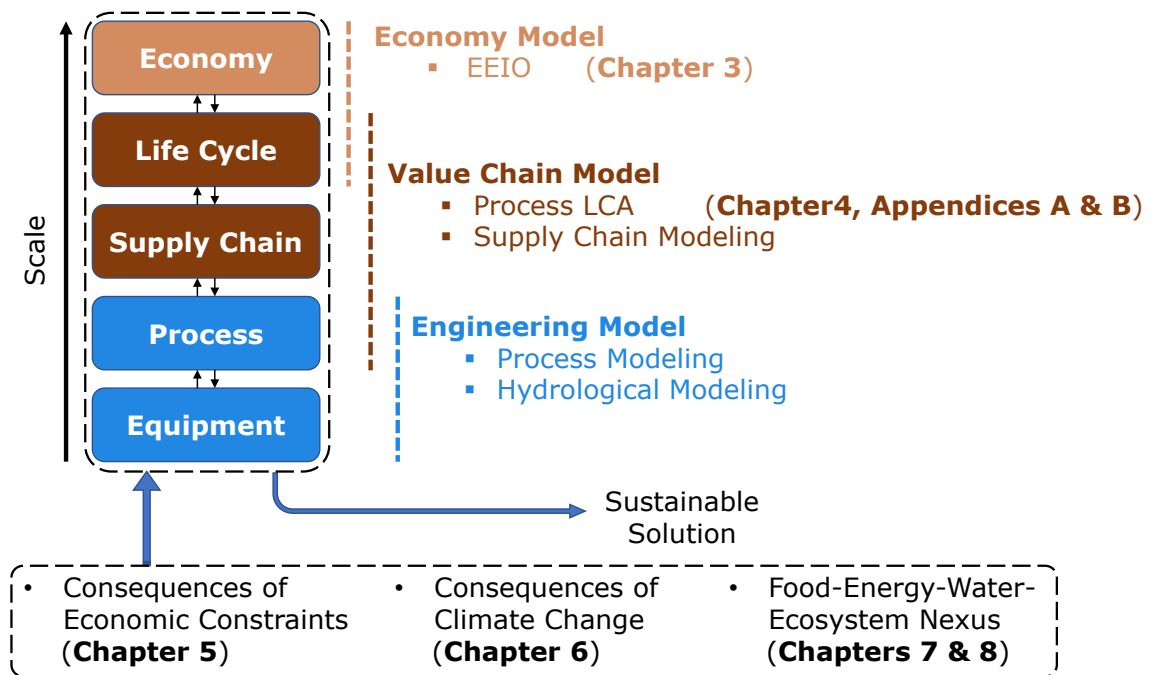 Scale
Economy
Life Cycle
Supply Chain
Process
Equipment
Economy Model
▪ EEIO (Chapter 3)
Value Chain Model
▪ Process LCA (Chapter4, Appendices A & B)
▪ Supply Chain Modeling
Engineering Model
▪ Process Modeling
▪ Hydrological Modeling
Sustainable
Solution
• Consequences of
Economic Constraints
(Chapter 5)
• Consequences of
Climate Change
(Chapter 6)
• Food-Energy-Water-
Ecosystem Nexus
(Chapters 7 & 8)